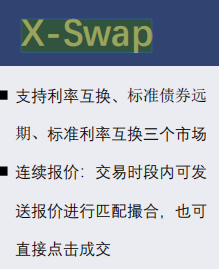 X-Swap
■ 支持利率互换、标准债券远
期、标准利率互换三个市场
■ 连续报价：交易时段内可发
送报价进行匹配撮合，也可
直接点击成交